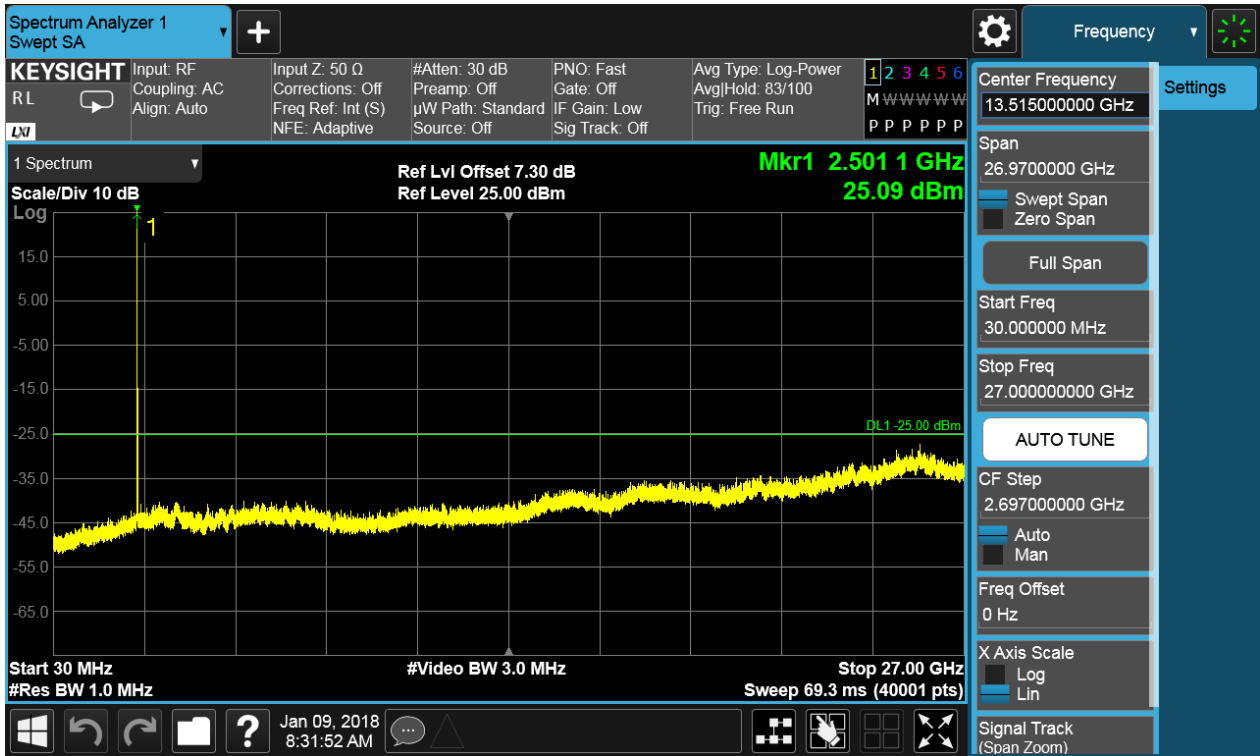 Spectrum Analyzer 1
Swept SA
+
Frequency
KEYSIGHT
RL
LXI
Input: RF
Coupling: AC
Align: Auto
Input Z: 50 Ω
Corrections: Off
Freq Ref: Int (S)
NFE: Adaptive
#Atten: 30 dB
Preamp: Off
µW Path: Standard
Source: Off
PNO: Fast
Gate: Off
IF Gain: Low
Sig Track: Off
Avg Type: Log-Power
Avg|Hold: 83/100
Trig: Free Run
1 2 3 4 5 6
M W W W W W
P P P P P P
1 Spectrum
Scale/Div 10 dB
Ref Lvl Offset 7.30 dB
Ref Level 25.00 dBm
Mkr1 2.501 1 GHz
25.09 dBm
Log
1
15.0
5.00
-5.00
-15.0
-25.0
DL1 -25.00 dBm
-35.0
-45.0
-55.0
-65.0
Start 30 MHz
#Video BW 3.0 MHz
Stop 27.00 GHz
#Res BW 1.0 MHz
Sweep 69.3 ms (40001 pts)
?
Jan 09, 2018
8:31:52 AM
Center Frequency
13.515000000 GHz
Span
26.9700000 GHz
Swept Span
Zero Span
Full Span
Start Freq
30.000000 MHz
Stop Freq
27.000000000 GHz
AUTO TUNE
CF Step
2.697000000 GHz
Auto
Man
Freq Offset
0 Hz
X Axis Scale
Log
Lin
Signal Track
(Span Zoom)
Settings